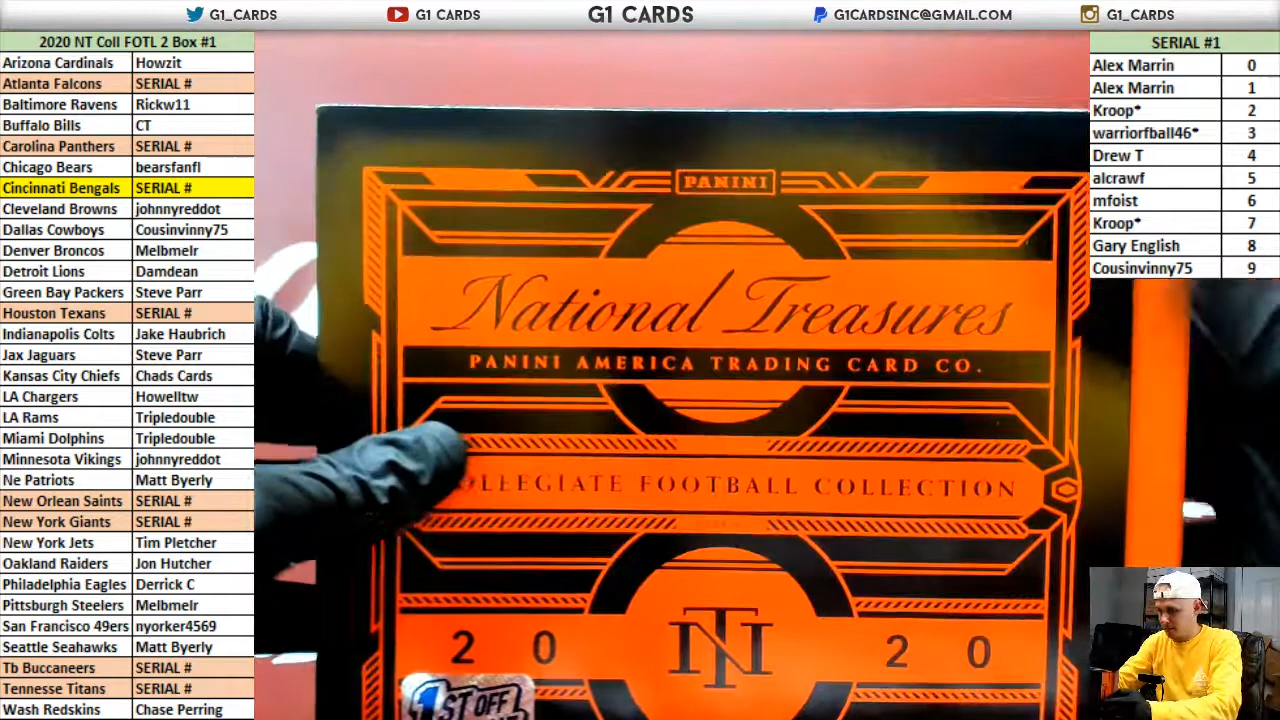 G1_CARDS G1 CARDS G1 CARDS G1CARDSINC@GMAIL.COM G1_CARDS
2020 NT Coll FOTL 2 Box #1
Arizona Cardinals Howzit
Atlanta Falcons SERIAL #
Baltimore Ravens Rickw11
Buffalo Bills CT
Carolina Panthers SERIAL #
Chicago Bears bearsfanfl
Cincinnati Bengals SERIAL #
Cleveland Browns johnnyreddot
Dallas Cowboys Cousinvinny75
Denver Broncos Melbmelr
Detroit Lions Damdean
Green Bay Packers Steve Parr
Houston Texans SERIAL #
Indianapolis Colts Jake Haubrich
Jax Jaguars Steve Parr
Kansas City Chiefs Chads Cards
LA Chargers Howelltw
LA Rams Tripledouble
Miami Dolphins Tripledouble
Minnesota Vikings johnnyreddot
Ne Patriots Matt Byerly
New Orlean Saints SERIAL #
New York Giants SERIAL #
New York Jets Tim Pletcher
Oakland Raiders Jon Hutcher
Philadelphia Eagles Derrick C
Pittsburgh Steelers Melbmelr
San Francisco 49ers nyorker4569
Seattle Seahawks Matt Byerly
Tb Buccaneers SERIAL #
Tennesse Titans SERIAL #
Wash Redskins Chase Perring
PANINI
National Treasures
PANINI AMERICA TRADING CARD CO.
COLLEGIATE FOOTBALL COLLECTION
20 NT 20
1ST OFF
SERIAL #1
Alex Marrin 0
Alex Marrin 1
Kroop* 2
warriorfball46* 3
Drew T 4
alcrawf 5
mfoist 6
Kroop* 7
Gary English 8
Cousinvinny75 9